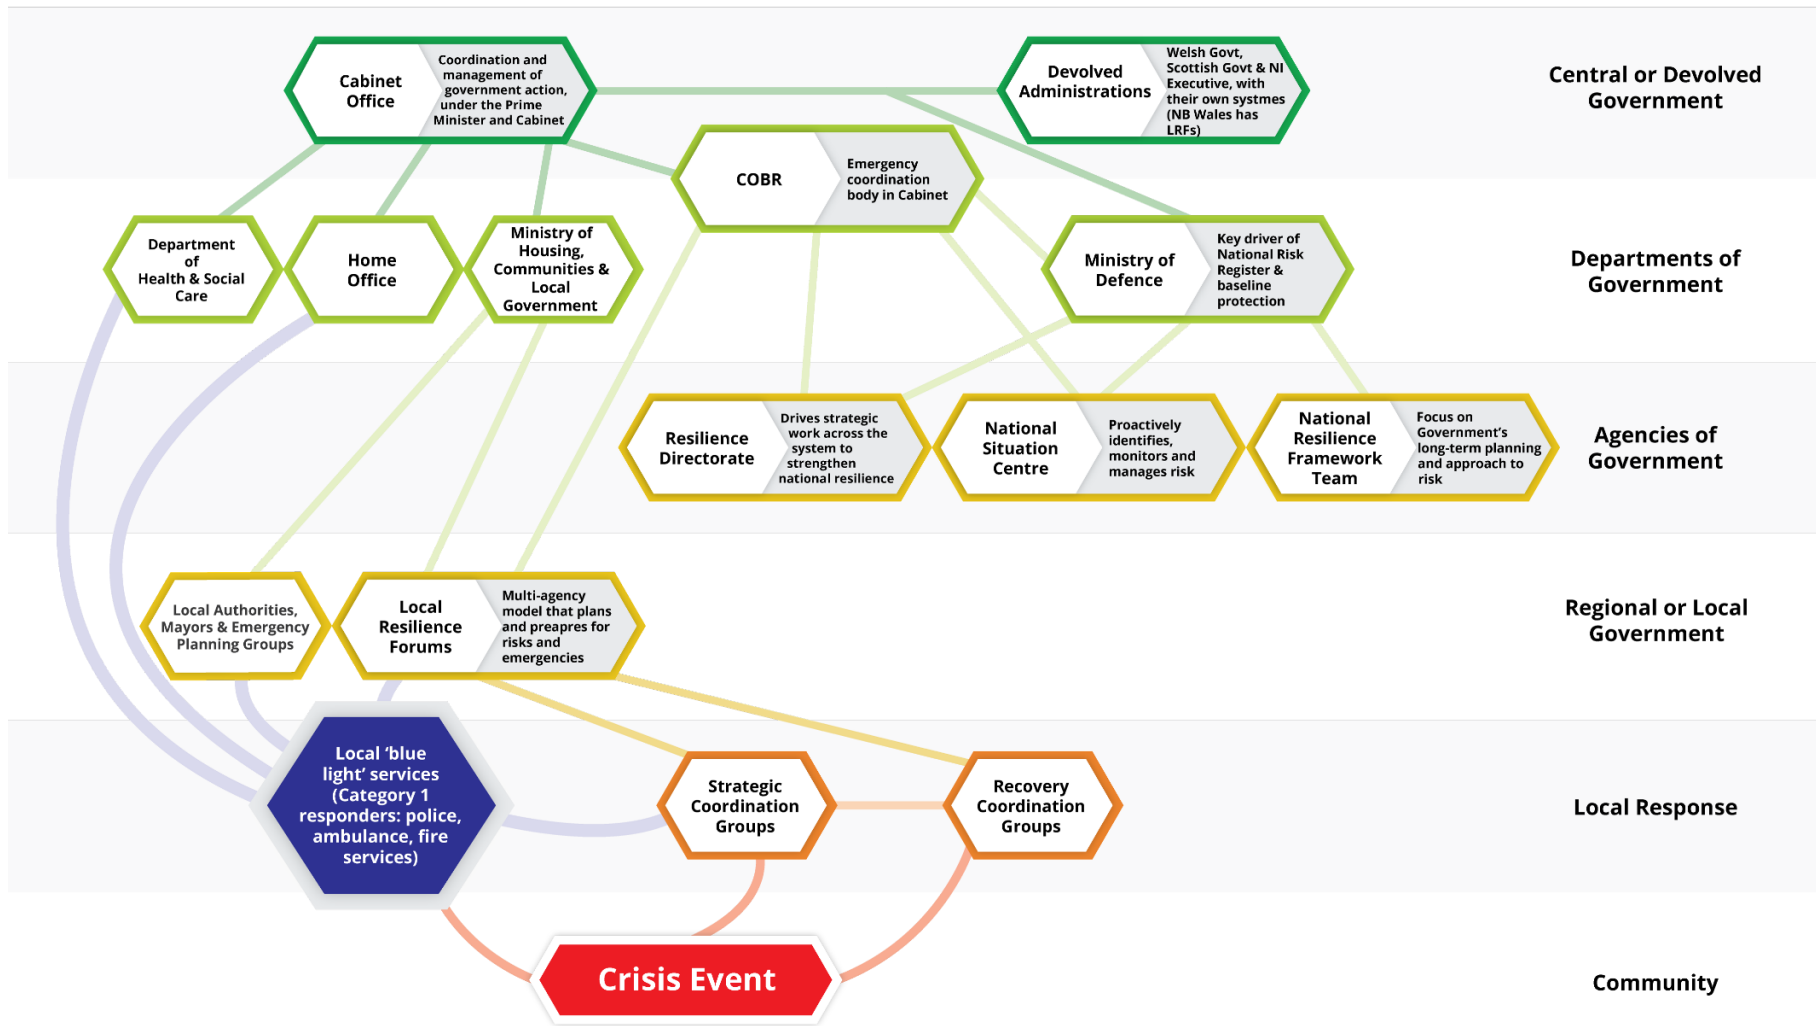 Cabinet
Office
Coordination and
management of
government action,
under the Prime
Minister and Cabinet
Devolved
Administrations
Welsh Govt,
Scottish Govt & NI
Executive, with
their own systmes
(NB Wales has
LRFs)
Central or Devolved
Government
COBR
Emergency
coordination
body in Cabinet
Department
of
Health & Social
Care
Home
Office
Ministry of
Housing,
Communities &
Local
Government
Ministry of
Defence
Key driver of
National Risk
Register &
baseline
protection
Departments of
Government
Resilience
Directorate
Drives strategic
work across the
system to
strengthen
national resilience
National
Situation
Centre
Proactively
identifies,
monitors and
manages risk
National
Resilience
Framework
Team
Focus on
Government's
long-term planning
and approach to
risk
Agencies of
Government
Local Authorities,
Mayors & Emergency
Planning Groups
Local
Resilience
Forums
Multi-agency
model that plans
and preapres for
risks and
emergencies
Regional or Local
Government
Local ‘blue
light’ services
(Category 1
responders: police,
ambulance, fire
services)
Strategic
Coordination
Groups
Recovery
Coordination
Groups
Local Response
Crisis Event
Community